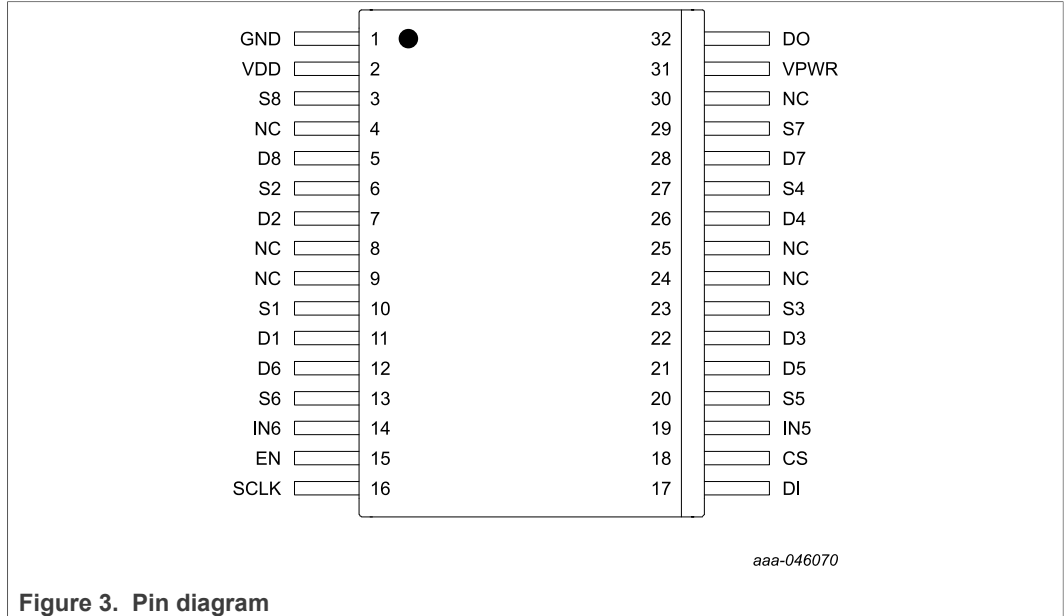 GND 1 32 DO
VDD 2 31 VPWR
S8 3 30 NC
NC 4 29 S7
D8 5 28 D7
S2 6 27 S4
D2 7 26 D4
NC 8 25 NC
NC 9 24 NC
S1 10 23 S3
D1 11 22 D3
D6 12 21 D5
S6 13 20 S5
IN6 14 19 IN5
EN 15 18 CS
SCLK 16 17 DI
aaa-046070
Figure 3. Pin diagram